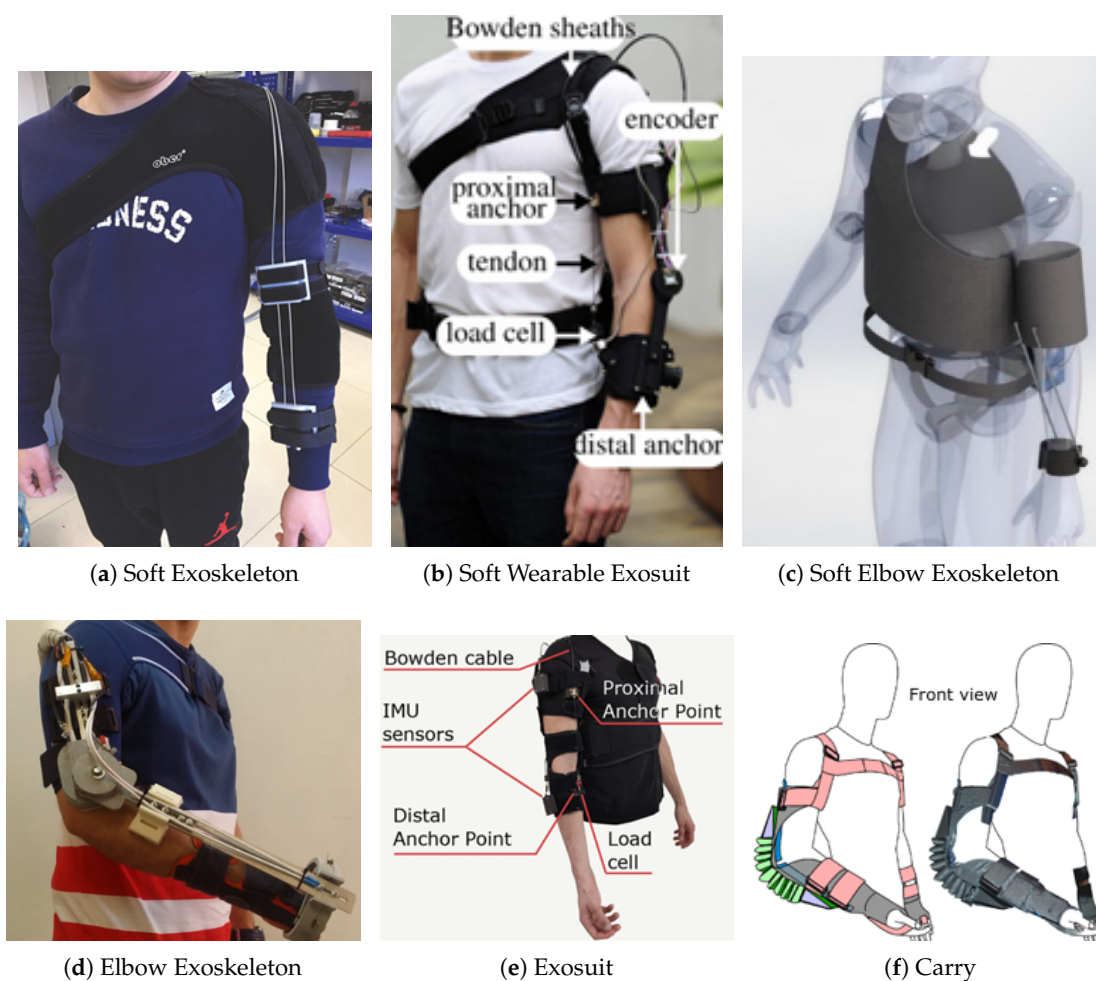 Bowden sheaths
encoder
proximal
anchor
tendon
load cell
distal anchor
ober
NESS
(a) Soft Exoskeleton
(b) Soft Wearable Exosuit
(c) Soft Elbow Exoskeleton
Bowden cable
IMU
sensors
Proximal
Anchor Point
Distal
Anchor Point
Load
cell
Front view
(d) Elbow Exoskeleton
(e) Exosuit
(f) Carry